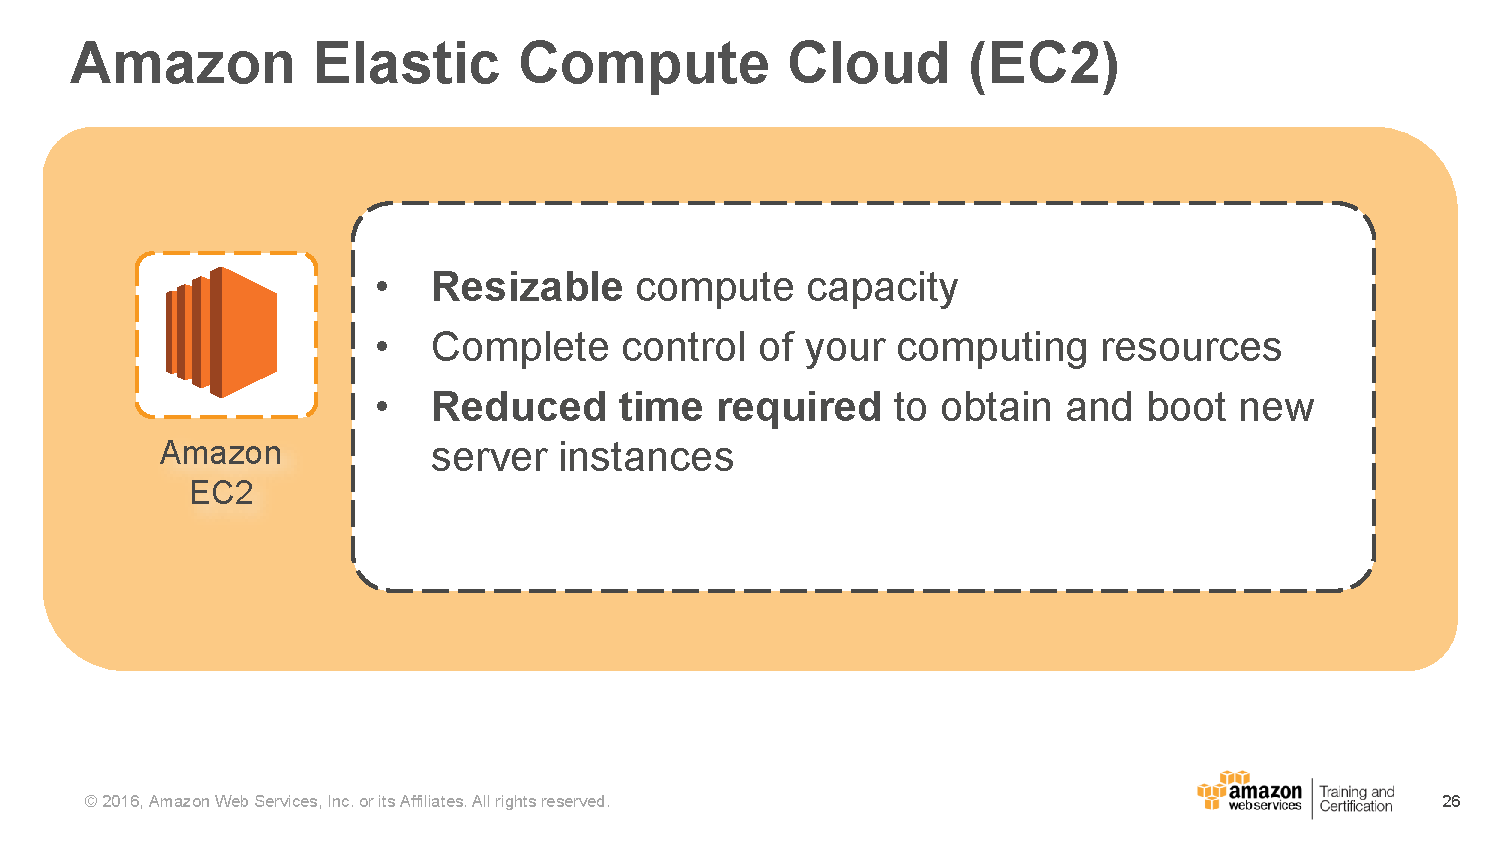 Amazon Elastic Compute Cloud (EC2)
• Resizable compute capacity
• Complete control of your computing resources
• Reduced time required to obtain and boot new
server instances
Amazon
EC2
© 2016, Amazon Web Services, Inc. or its Affiliates. All rights reserved.
amazon
web services
Training and
Certification
26